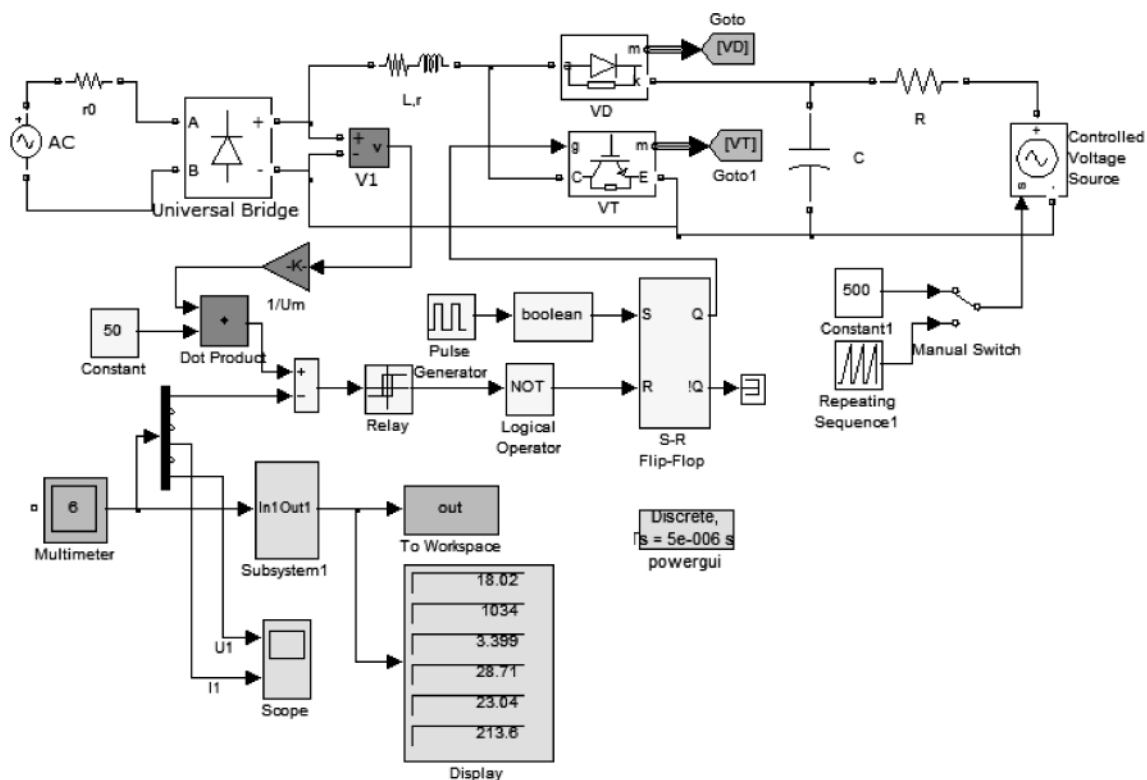 Goto
[VD]
m
a
k
VD
r0
L,r
AC
+
A
B
+
-
Universal Bridge
+
-
v
V1
g
m
C
E
VT
[VT]
Goto1
C
R
+
s
-
Controlled
Voltage
Source
-K-
1/Um
50
Constant
Dot Product
+
−
Relay
Pulse
Generator
boolean
NOT
Logical
Operator
S
Q
R
!Q
S-R
Flip-Flop
500
Constant1
Manual Switch
Repeating
Sequence1
6
Multimeter
In1Out1
Subsystem1
out
To Workspace
Discrete,
Ts = 5e-006 s
powergui
U1
I1
Scope
18.02
1034
3.399
28.71
23.04
213.6
Display